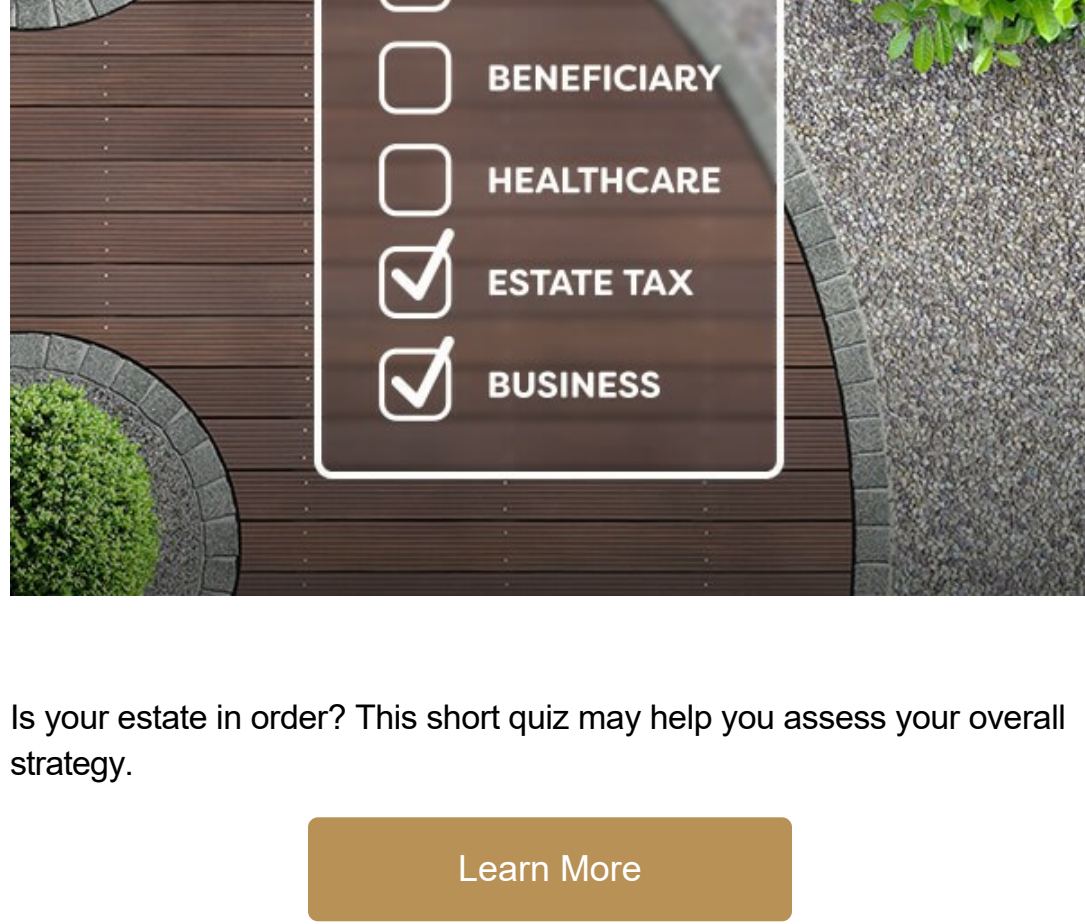 BENEFICIARY
HEALTHCARE
ESTATE TAX
BUSINESS
Is your estate in order? This short quiz may help you assess your overall
strategy.
Learn More